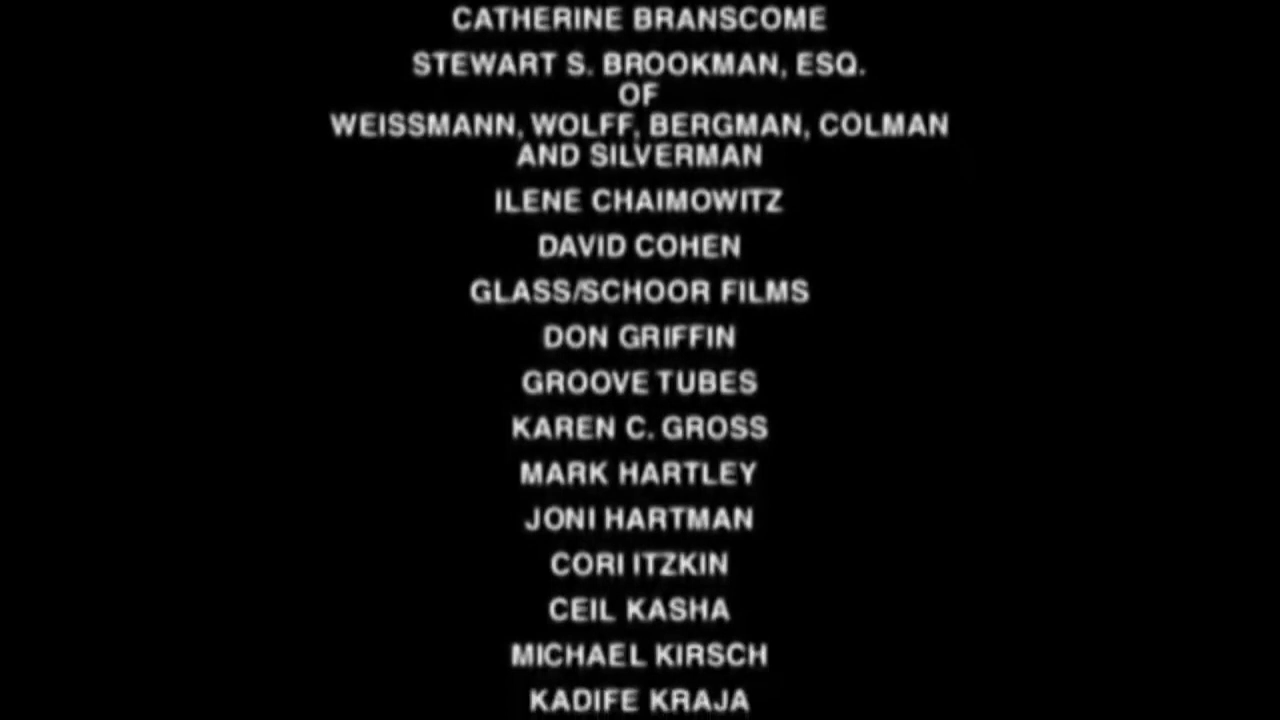 CATHERINE BRANSCOME
STEWART S. BROOKMAN, ESQ.
OF
WEISSMANN, WOLFF, BERGMAN, COLMAN
AND SILVERMAN
ILENE CHAIMOWITZ
DAVID COHEN
GLASS/SCHOOR FILMS
DON GRIFFIN
GROOVE TUBES
KAREN C. GROSS
MARK HARTLEY
JONI HARTMAN
CORI ITZKIN
CEIL KASHA
MICHAEL KIRSCH
KADIFE KRAJA